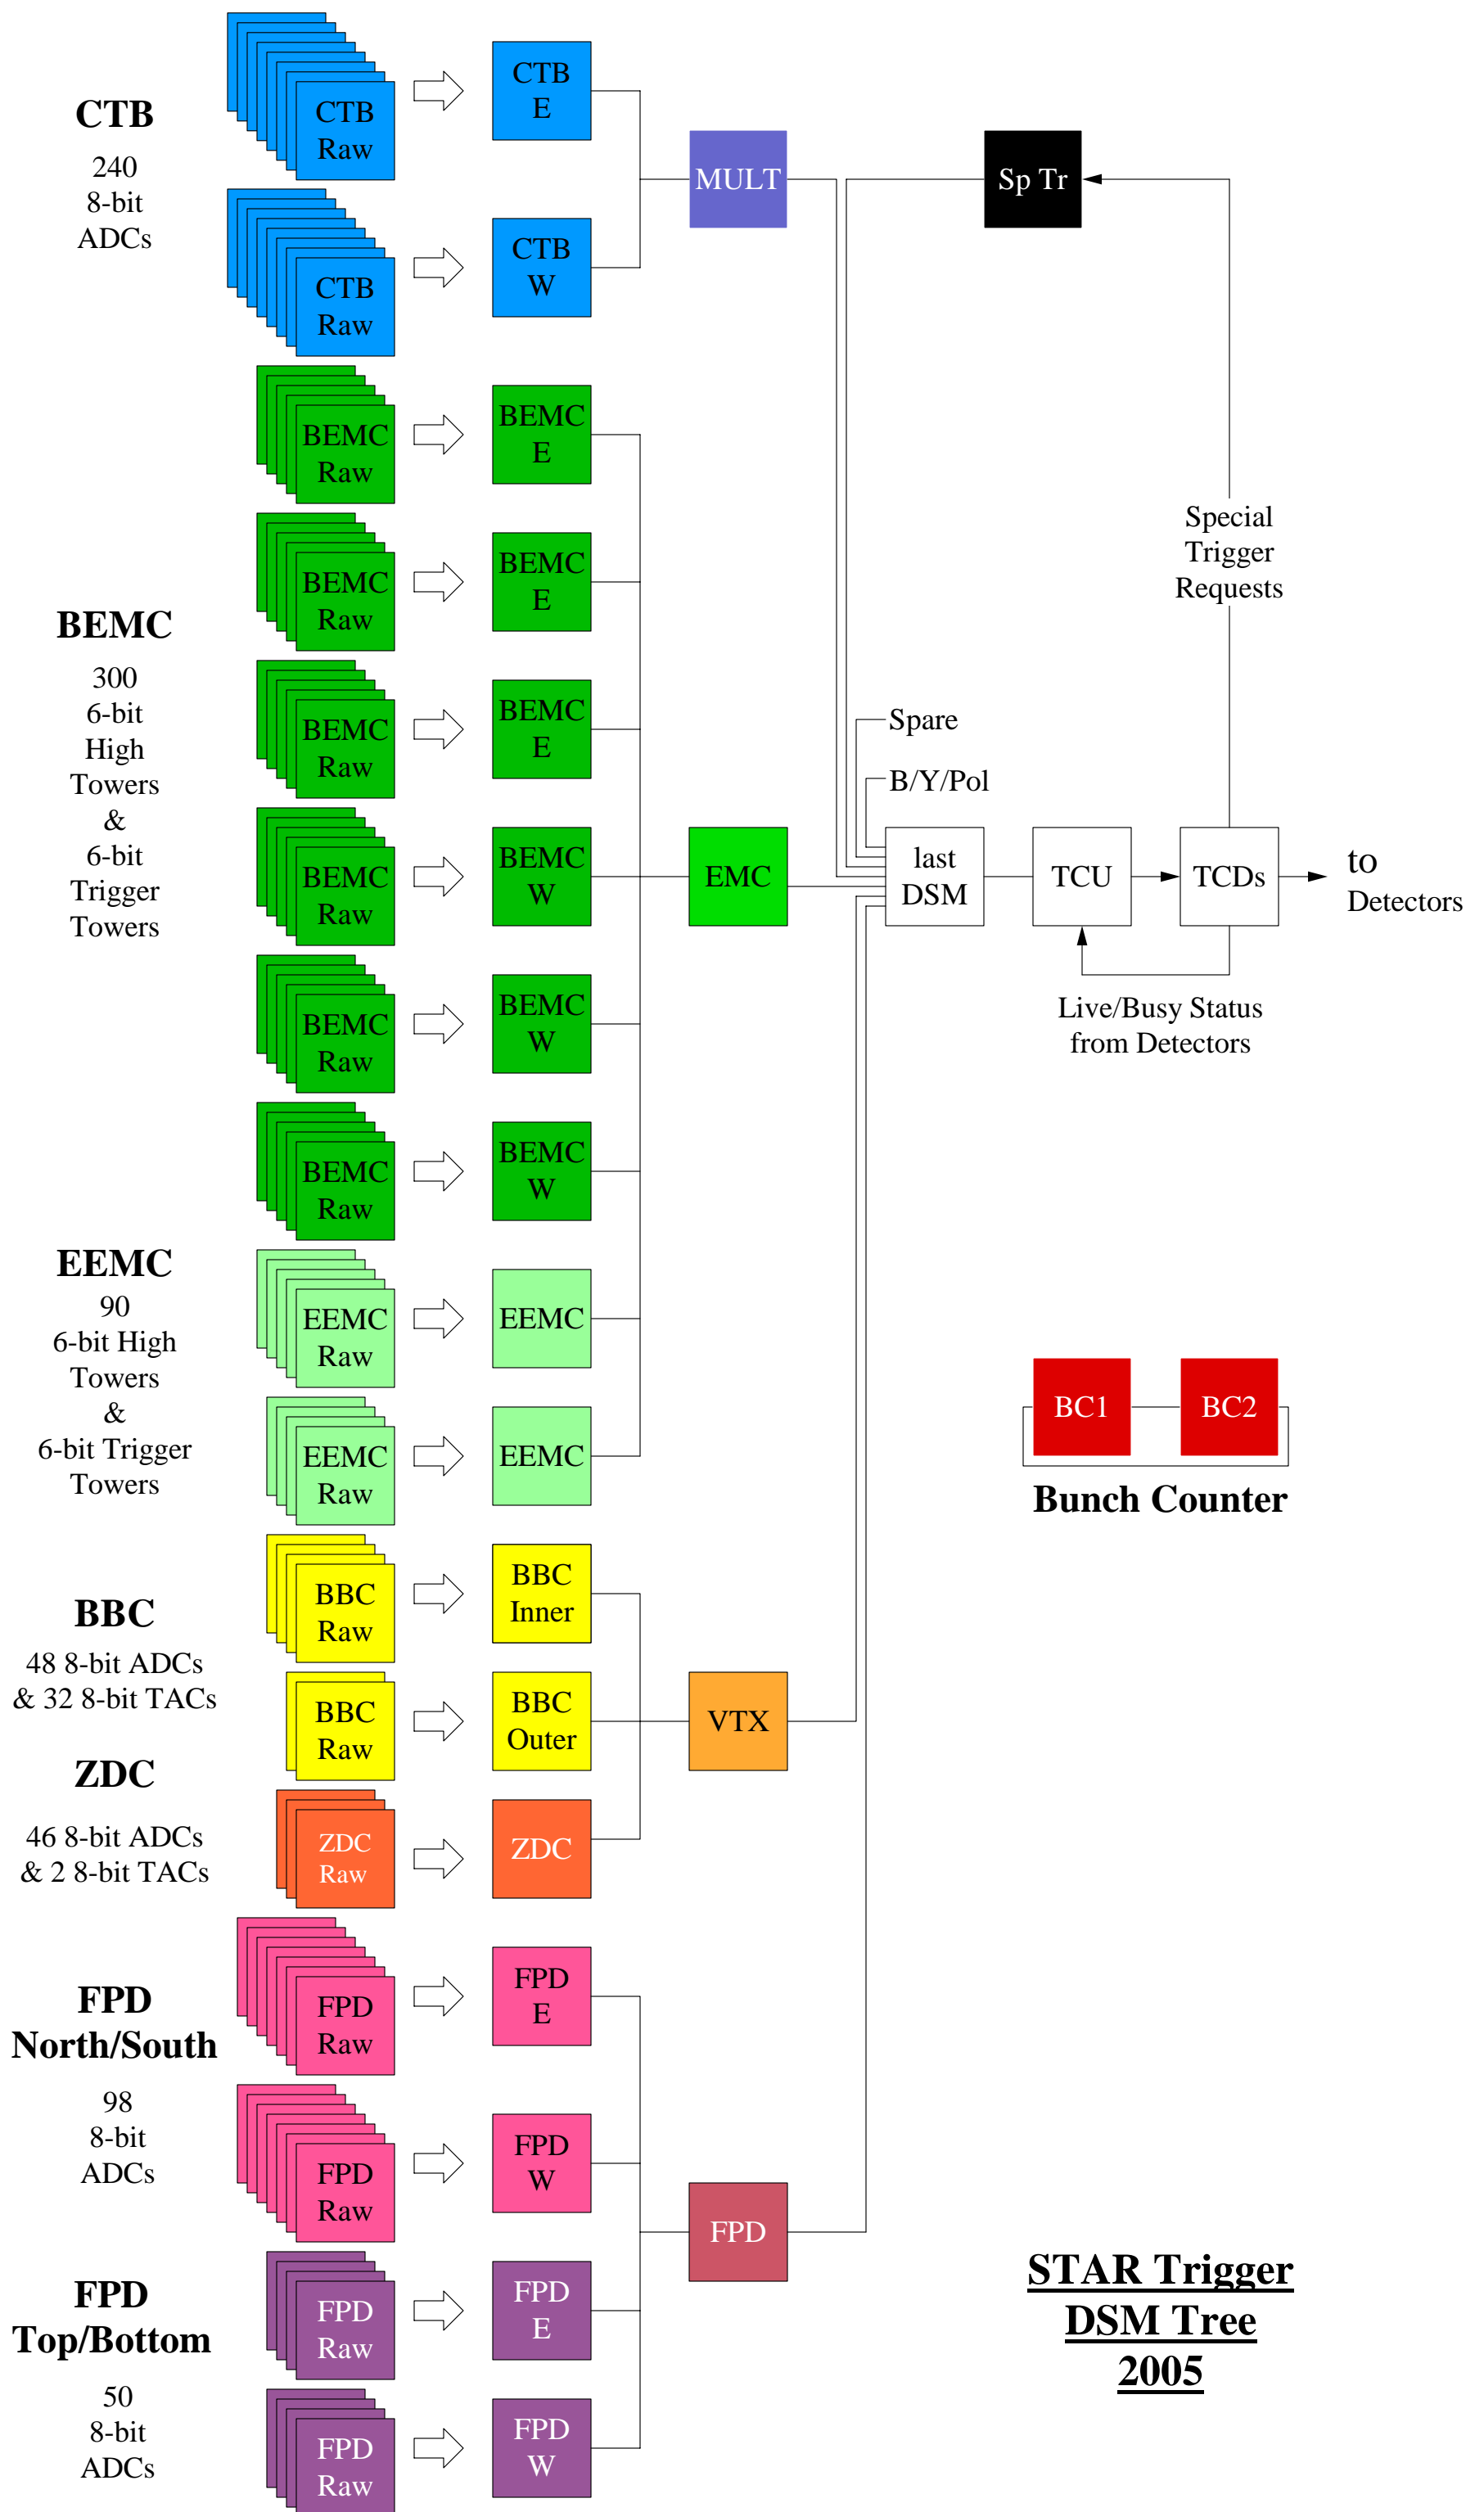 CTB
240
8-bit
ADCs
CTB
Raw
CTB
E
CTB
Raw
CTB
W
MULT
Sp Tr
BEMC
300
6-bit
High
Towers
&
6-bit
Trigger
Towers
BEMC
Raw
BEMC
E
BEMC
Raw
BEMC
E
BEMC
Raw
BEMC
E
BEMC
Raw
BEMC
W
BEMC
Raw
BEMC
W
BEMC
Raw
BEMC
W
EMC
Special
Trigger
Requests
Spare
B/Y/Pol
last
DSM
TCU
TCDs
to
Detectors
Live/Busy Status
from Detectors
EEMC
90
6-bit High
Towers
&
6-bit Trigger
Towers
EEMC
Raw
EEMC
EEMC
Raw
EEMC
BC1
BC2
Bunch Counter
BBC
48 8-bit ADCs
& 32 8-bit TACs
BBC
Raw
BBC
Inner
BBC
Raw
BBC
Outer
VTX
ZDC
46 8-bit ADCs
& 2 8-bit TACs
ZDC
Raw
ZDC
FPD
North/South
98
8-bit
ADCs
FPD
Raw
FPD
E
FPD
Raw
FPD
W
FPD
FPD
Top/Bottom
50
8-bit
ADCs
FPD
Raw
FPD
E
FPD
Raw
FPD
W
STAR Trigger
DSM Tree
2005